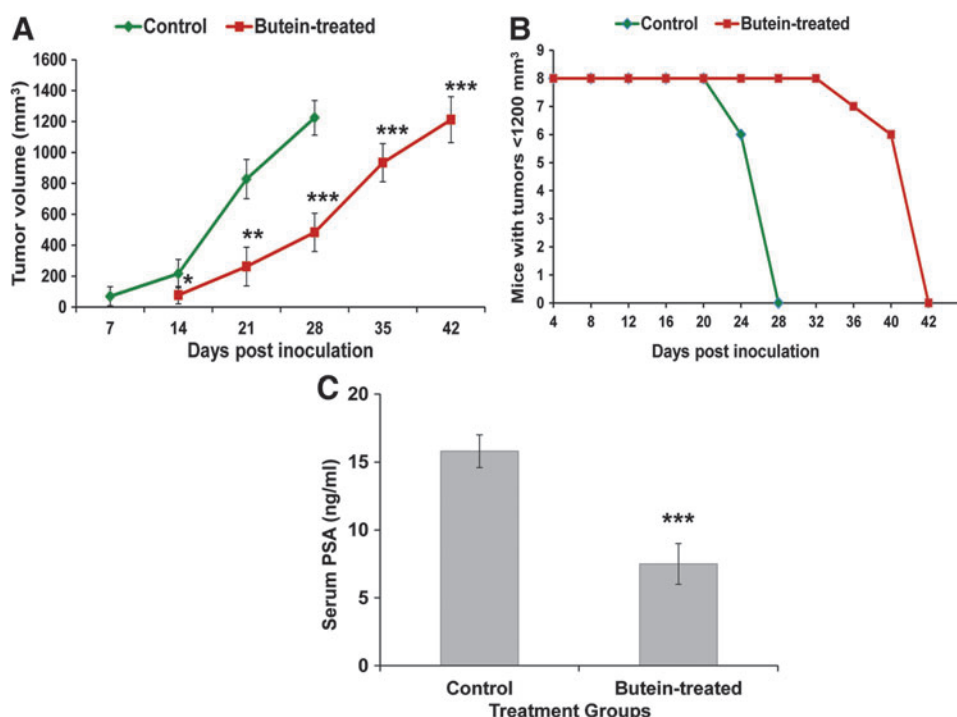 A
Control
Butein-treated
Tumor volume (mm³)
1600
1400
1200
1000
800
600
400
200
0
*
**
***
***
***
7 14 21 28 35 42
Days post inoculation
B
Control
Butein-treated
Mice with tumors <1200 mm³
9
8
7
6
5
4
3
2
1
0
4 8 12 16 20 24 28 32 36 40 42
Days post inoculation
C
Serum PSA (ng/ml)
20
15
10
5
0
***
Control Butein-treated
Treatment Groups